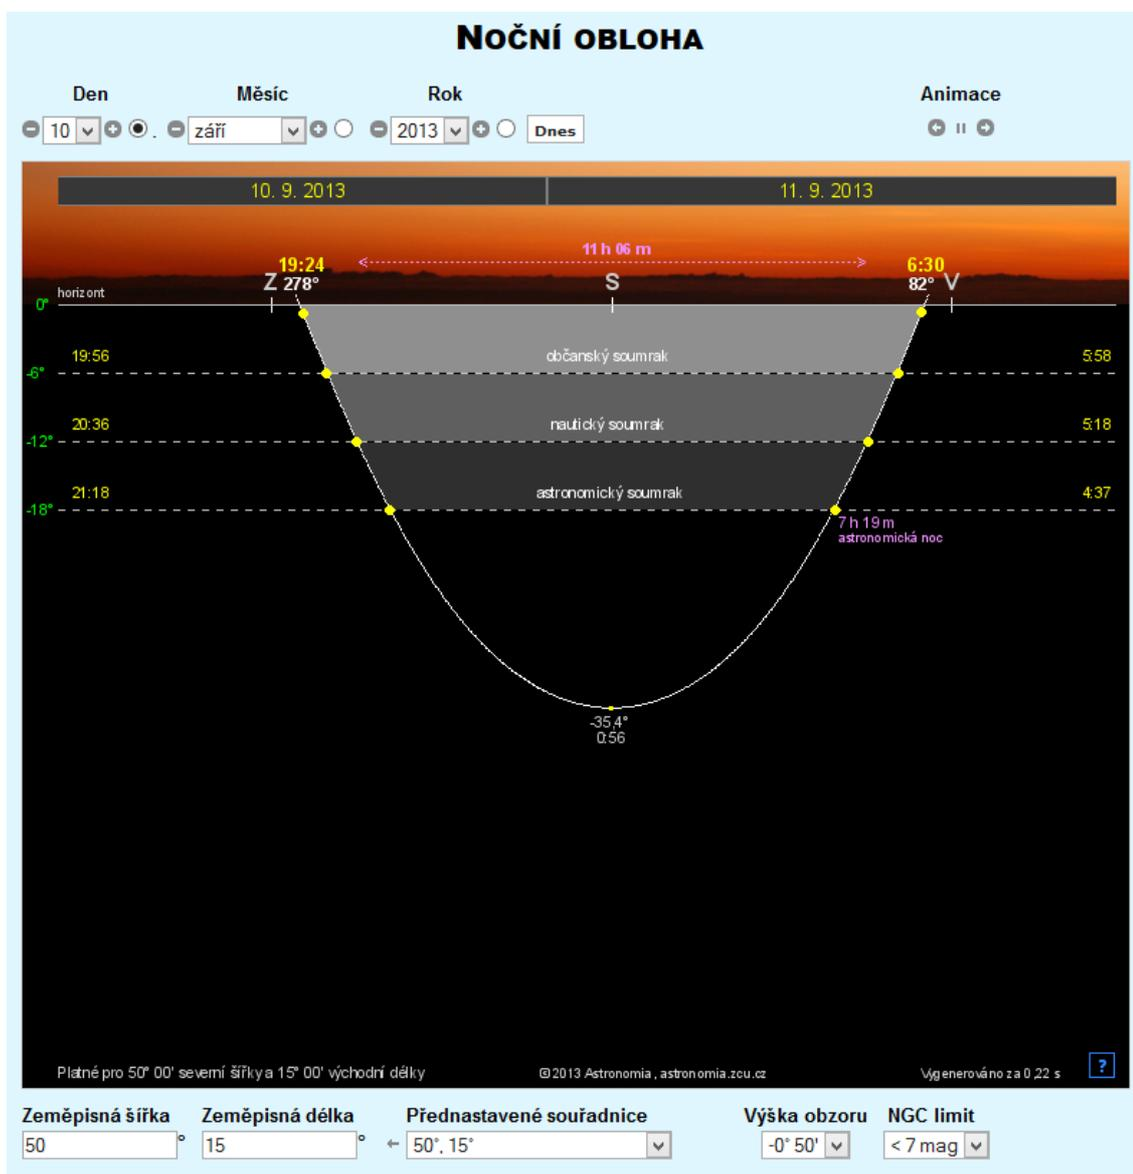 NOČNÍ OBLOHA
Den Měsíc Rok Animace
10 . září 2013 Dnes
10. 9. 2013 11. 9. 2013
11 h 06 m
19:24 6:30
Z 278° S 82° V
horizont
0°
19:56 občanský soumrak 5:58
-6°
20:36 nautický soumrak 5:18
-12°
21:18 astronomický soumrak 4:37
-18°
7 h 19 m
astronomická noc
-35,4°
0:56
Platné pro 50° 00' severní šířky a 15° 00' východní délky ©2013 Astronomia, astronomia.zcu.cz Vygenerováno za 0,22 s ?
Zeměpisná šířka Zeměpisná délka Přednastavené souřadnice Výška obzoru NGC limit
50 ° 15 ° ← 50°, 15° -0° 50' < 7 mag